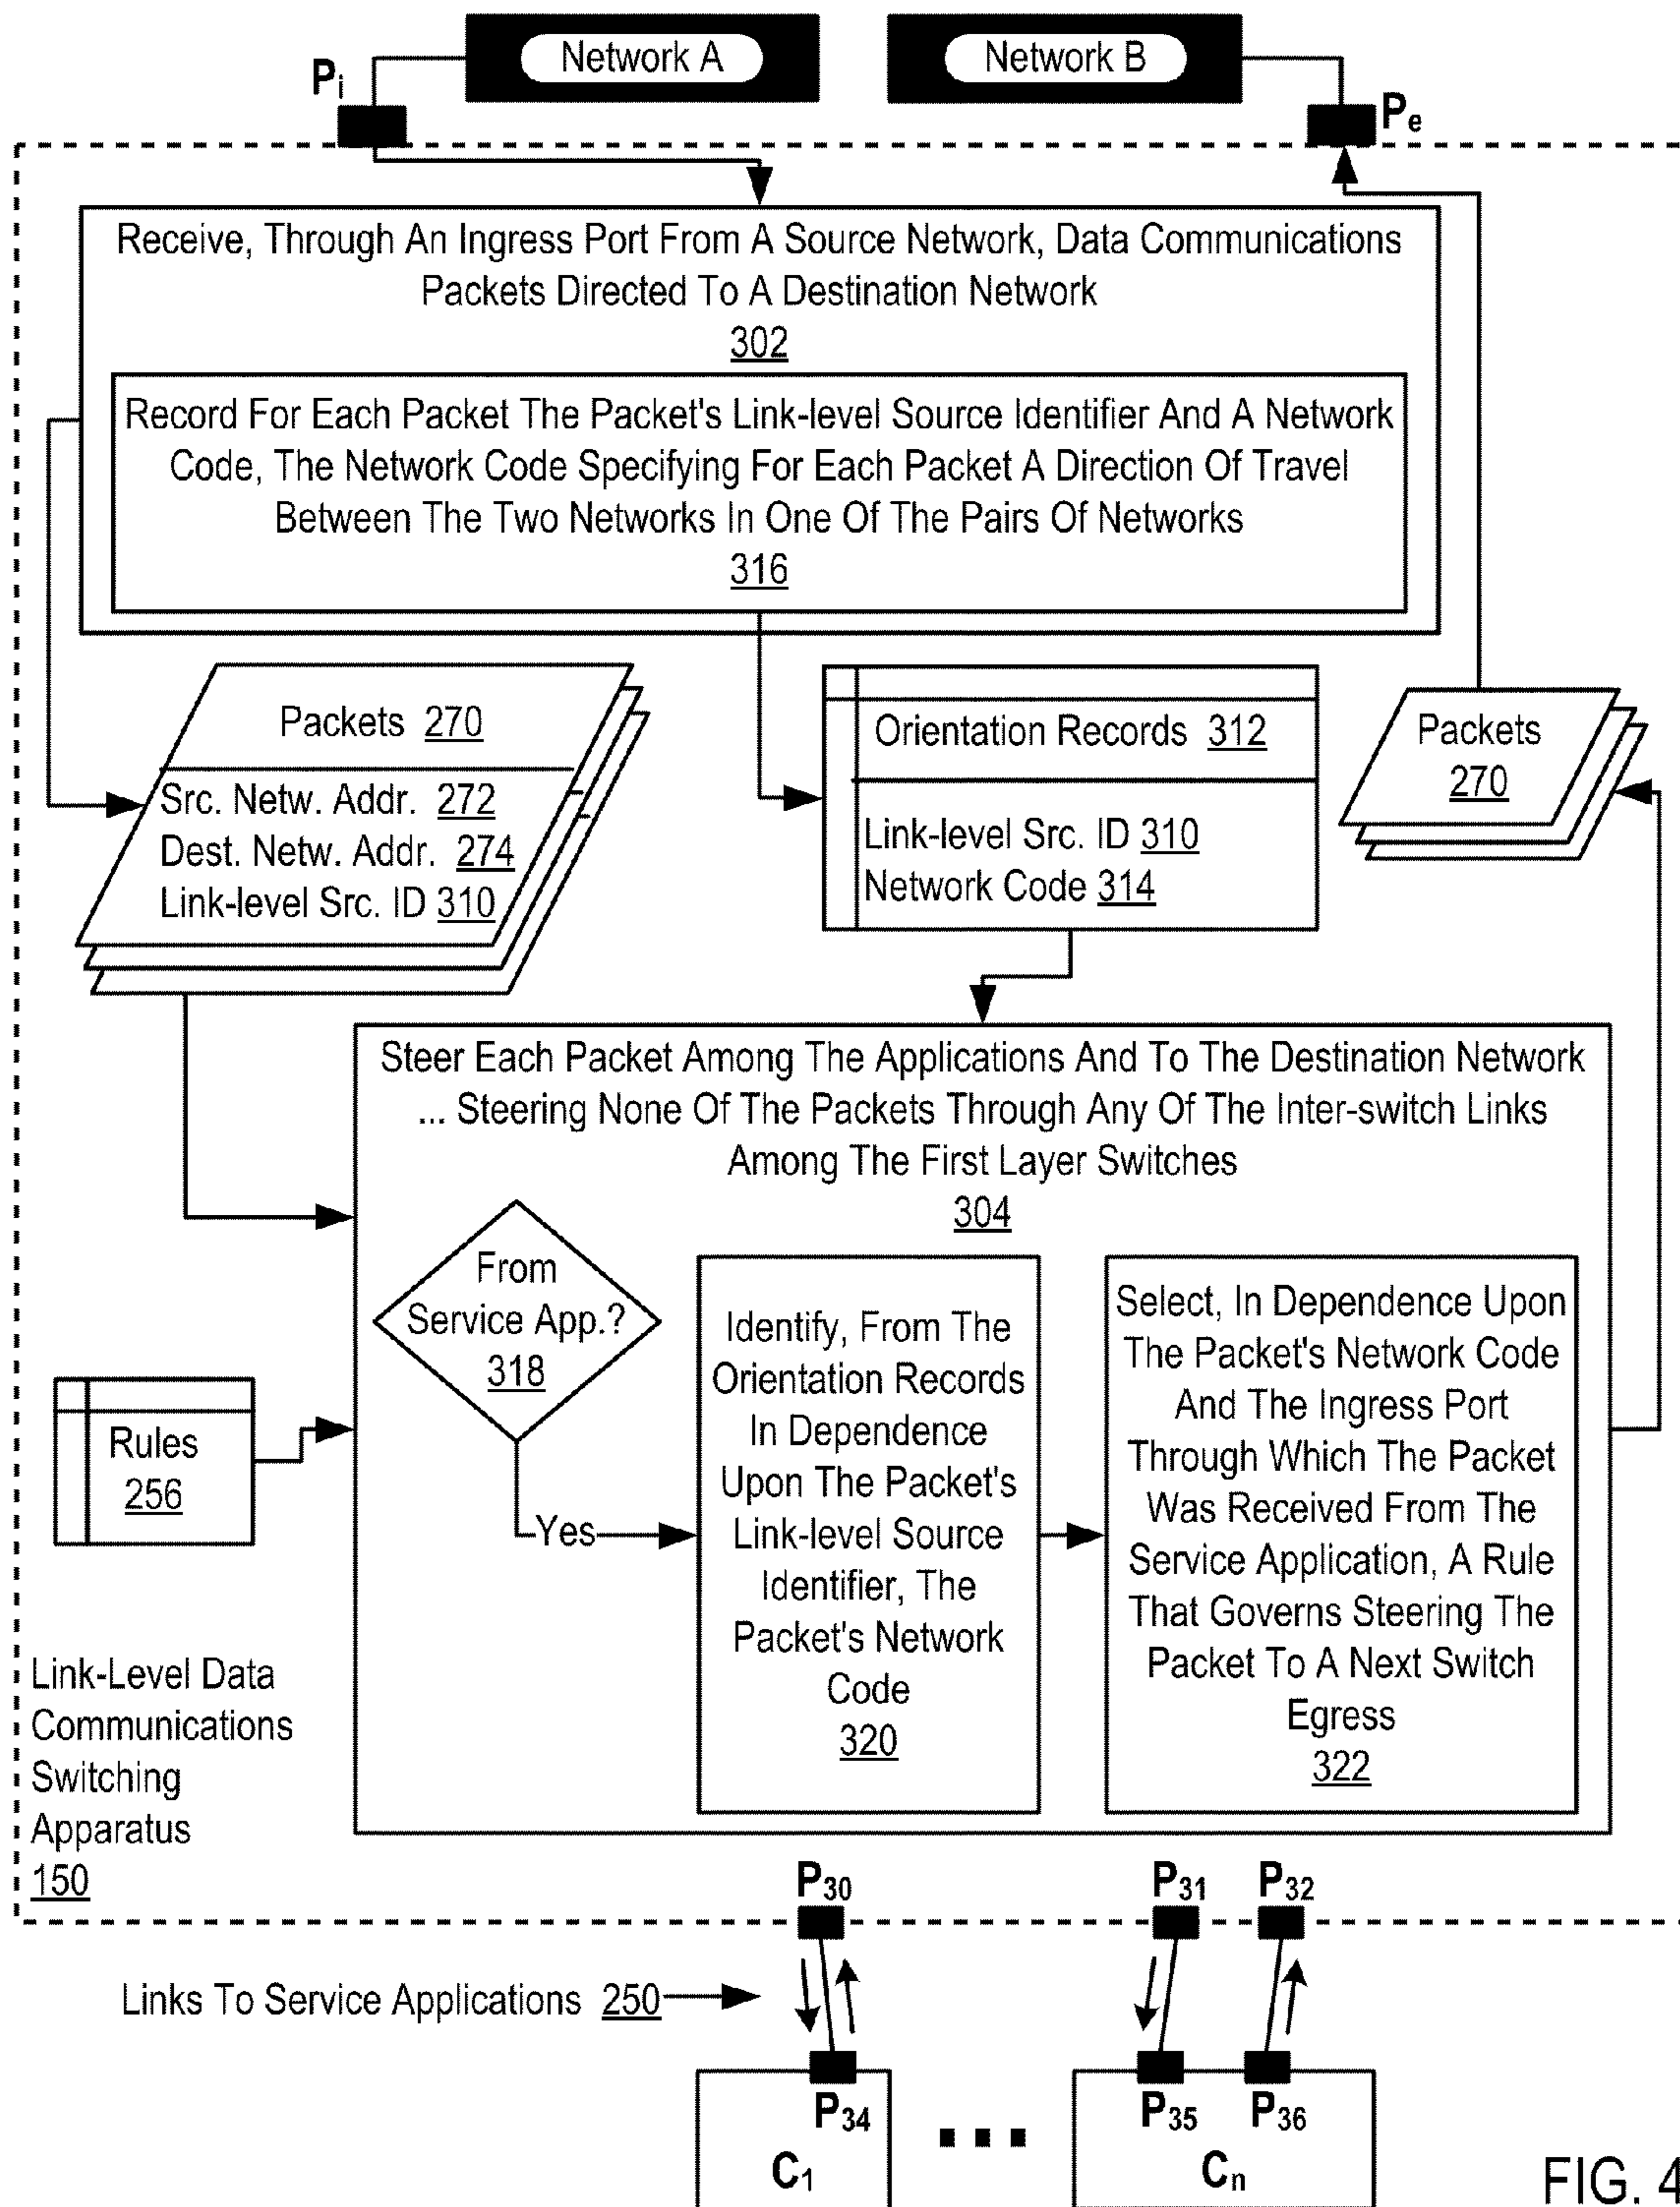 Network A
Network B
Pi
Pe
Receive, Through An Ingress Port From A Source Network, Data Communications
Packets Directed To A Destination Network
302
Record For Each Packet The Packet's Link-level Source Identifier And A Network
Code, The Network Code Specifying For Each Packet A Direction Of Travel
Between The Two Networks In One Of The Pairs Of Networks
316
Packets 270
Src. Netw. Addr. 272
Dest. Netw. Addr. 274
Link-level Src. ID 310
Orientation Records 312
Link-level Src. ID 310
Network Code 314
Packets
270
Steer Each Packet Among The Applications And To The Destination Network
... Steering None Of The Packets Through Any Of The Inter-switch Links
Among The First Layer Switches
304
From
Service App.?
318
Yes
Identify, From The
Orientation Records
In Dependence
Upon The Packet's
Link-level Source
Identifier, The
Packet's Network
Code
320
Select, In Dependence Upon
The Packet's Network Code
And The Ingress Port
Through Which The Packet
Was Received From The
Service Application, A Rule
That Governs Steering The
Packet To A Next Switch
Egress
322
Rules
256
Link-Level Data
Communications
Switching
Apparatus
150
P30
P31
P32
Links To Service Applications 250
P34
P35
P36
C1
Cn
FIG. 4